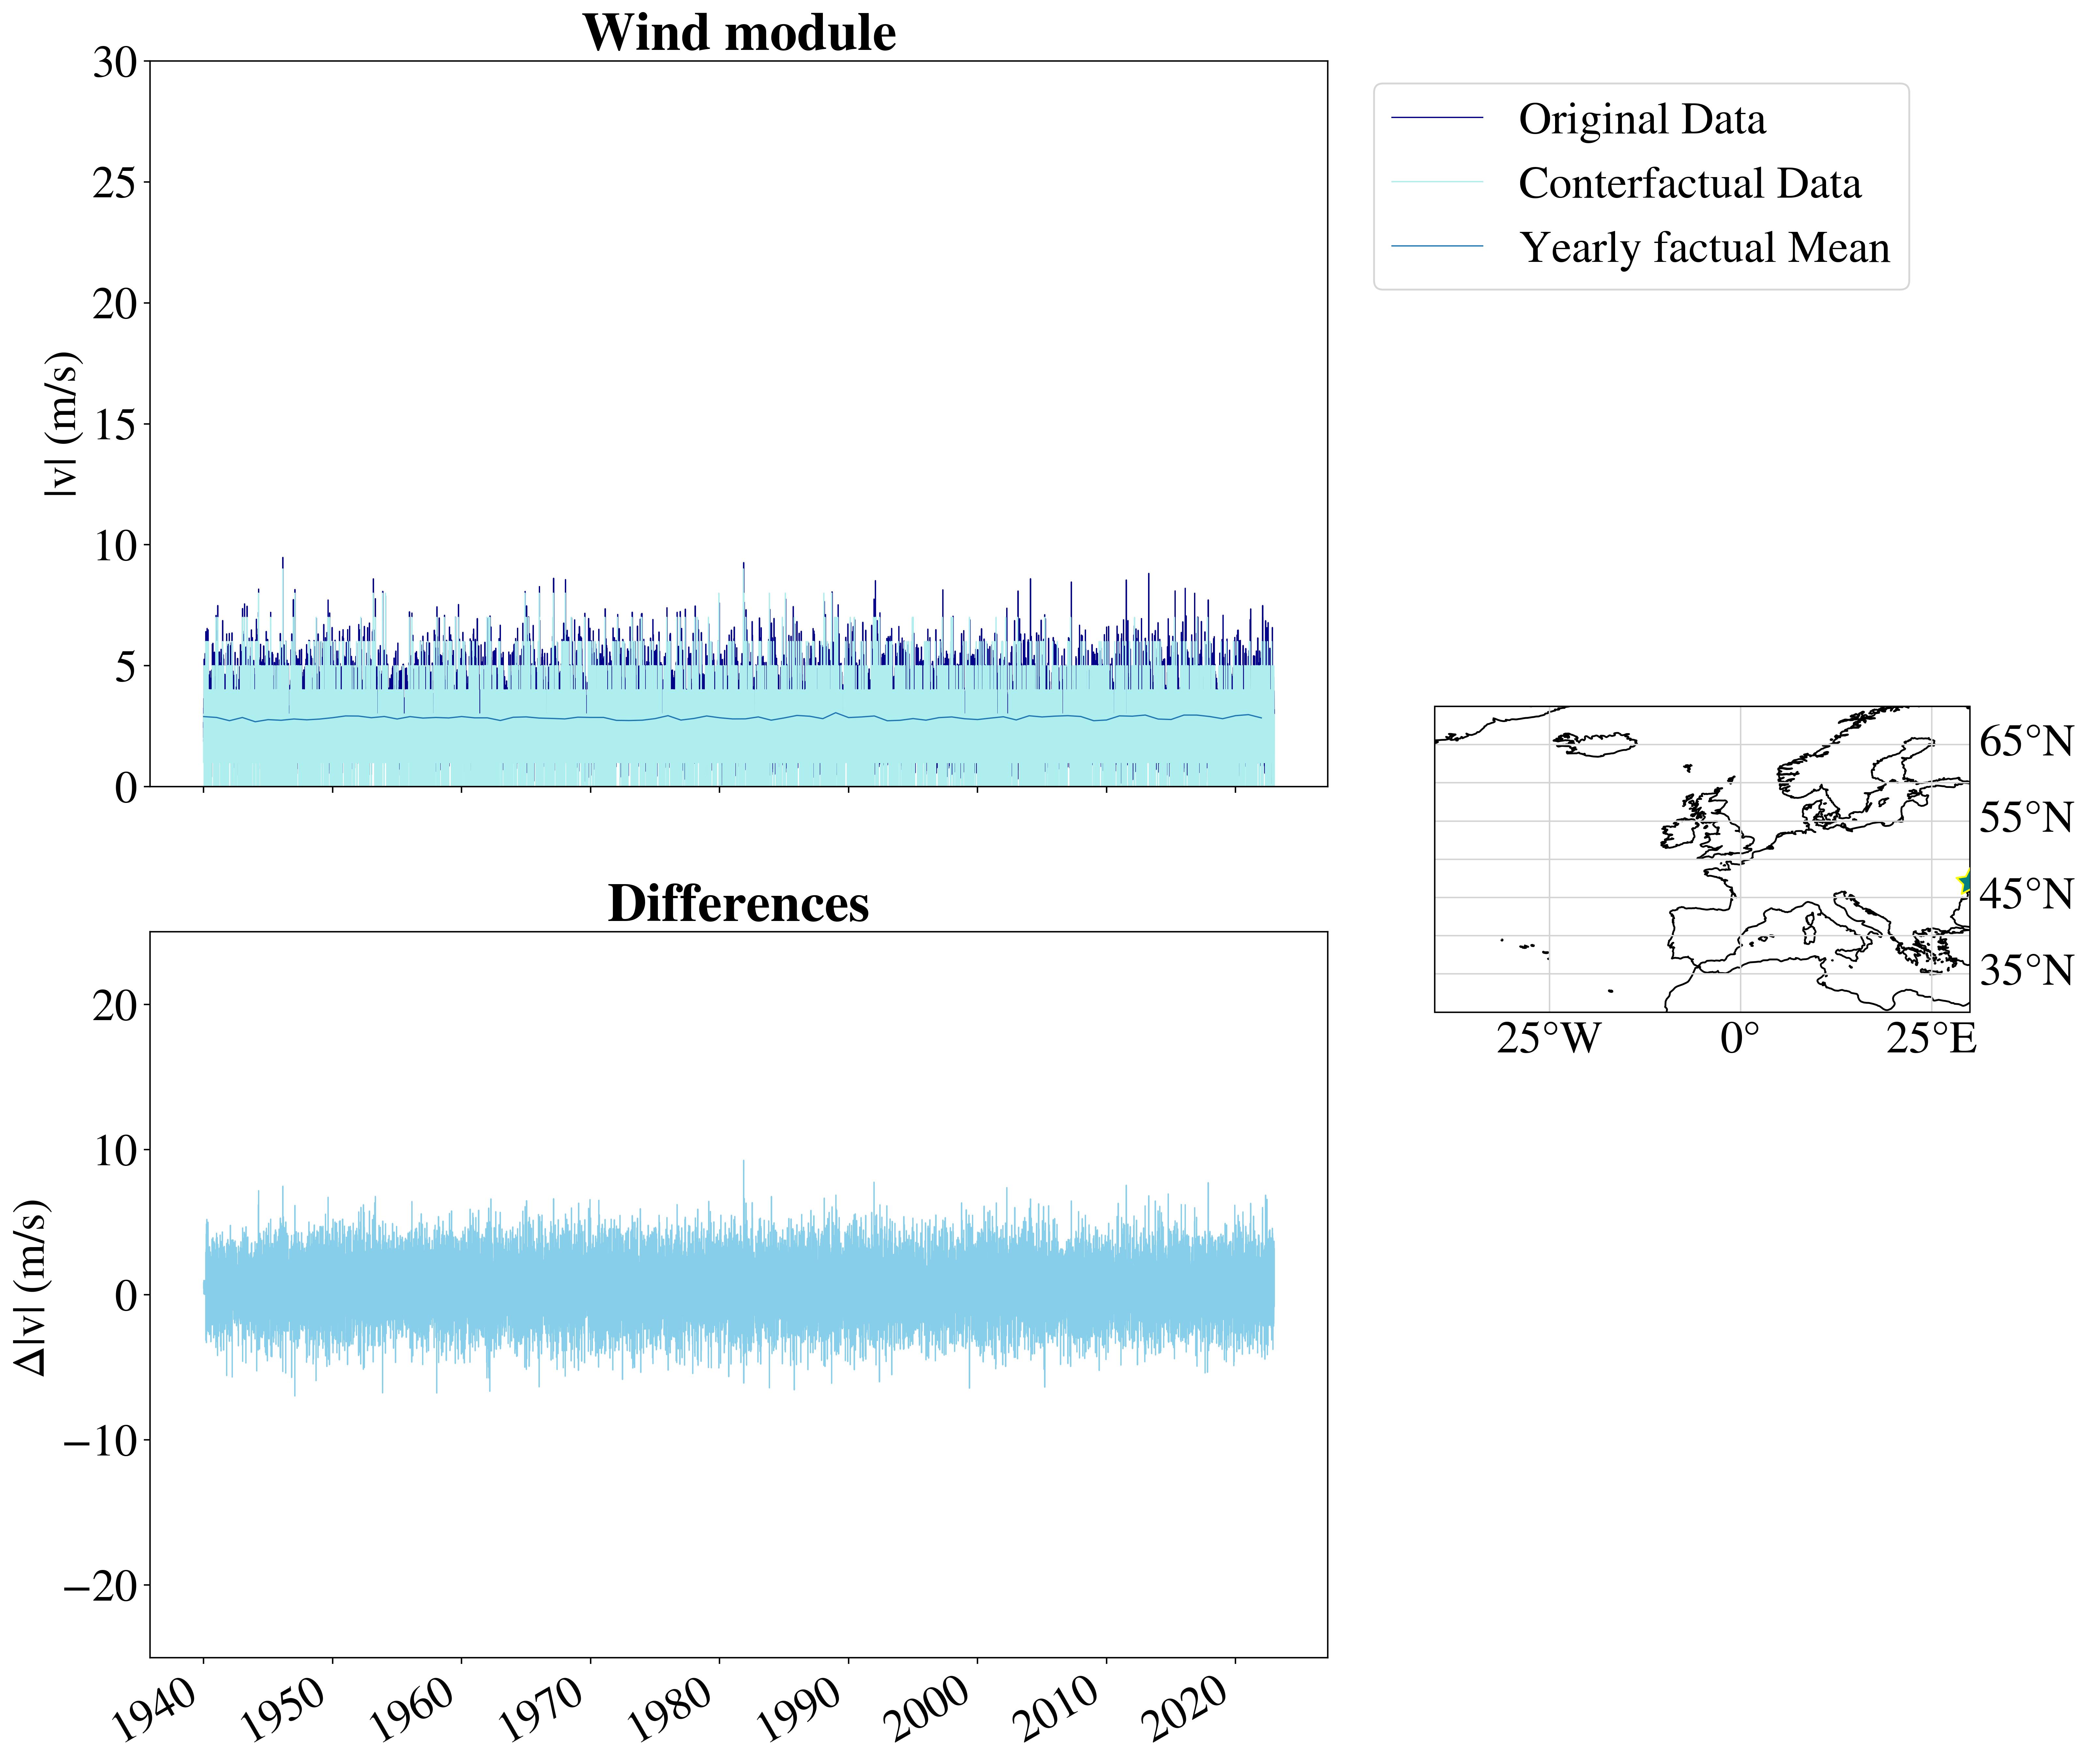 Wind module
30
25
20
15
10
5
0
|v| (m/s)
Original Data
Conterfactual Data
Yearly factual Mean
65°N
55°N
45°N
35°N
25°W 0° 25°E
Differences
20
10
0
−10
−20
Δ|v| (m/s)
1940 1950 1960 1970 1980 1990 2000 2010 2020